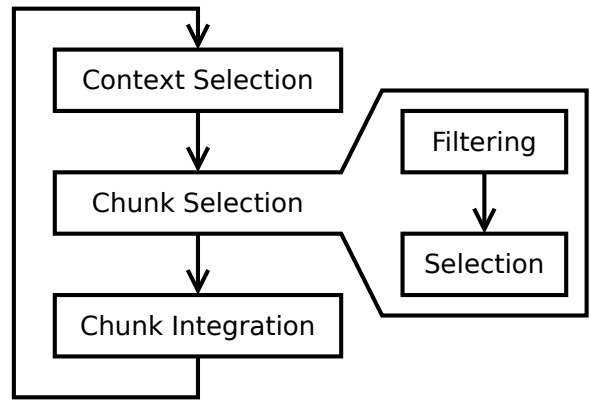 Context Selection
Chunk Selection
Chunk Integration
Filtering
Selection